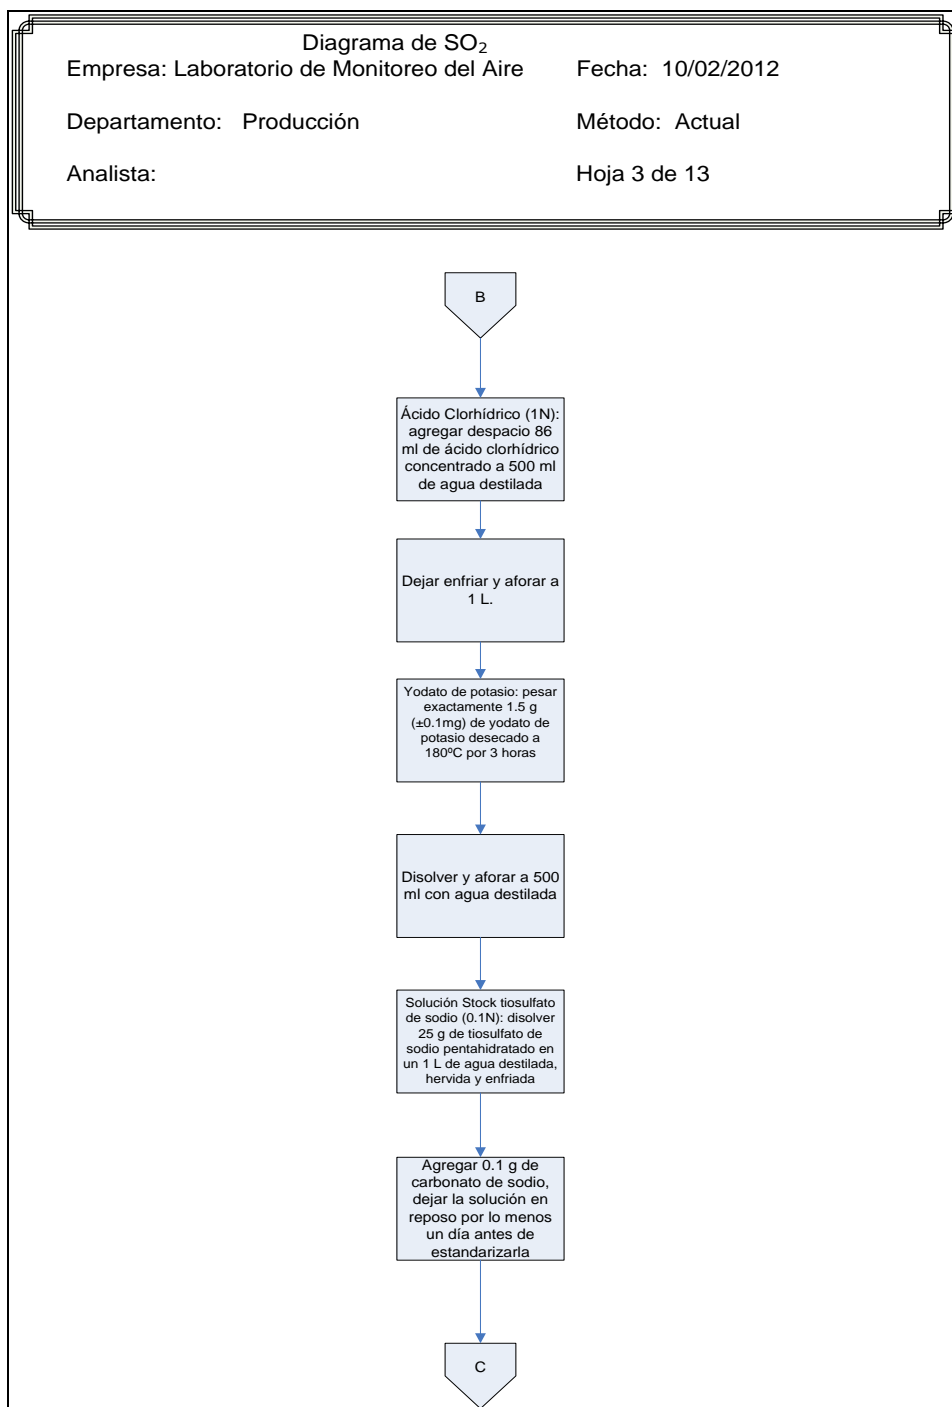 Diagrama de SO₂
Empresa: Laboratorio de Monitoreo del Aire Fecha: 10/02/2012
Departamento: Producción Método: Actual
Analista: Hoja 3 de 13
B
Ácido Clorhídrico (1N):
agregar despacio 86
ml de ácido clorhídrico
concentrado a 500 ml
de agua destilada
Dejar enfriar y aforar a
1 L.
Yodato de potasio: pesar
exactamente 1.5 g
(±0.1mg) de yodato de
potasio desecado a
180ºC por 3 horas
Disolver y aforar a 500
ml con agua destilada
Solución Stock tiosulfato
de sodio (0.1N): disolver
25 g de tiosulfato de
sodio pentahidratado en
un 1 L de agua destilada,
hervida y enfriada
Agregar 0.1 g de
carbonato de sodio,
dejar la solución en
reposo por lo menos
un día antes de
estandarizarla
C